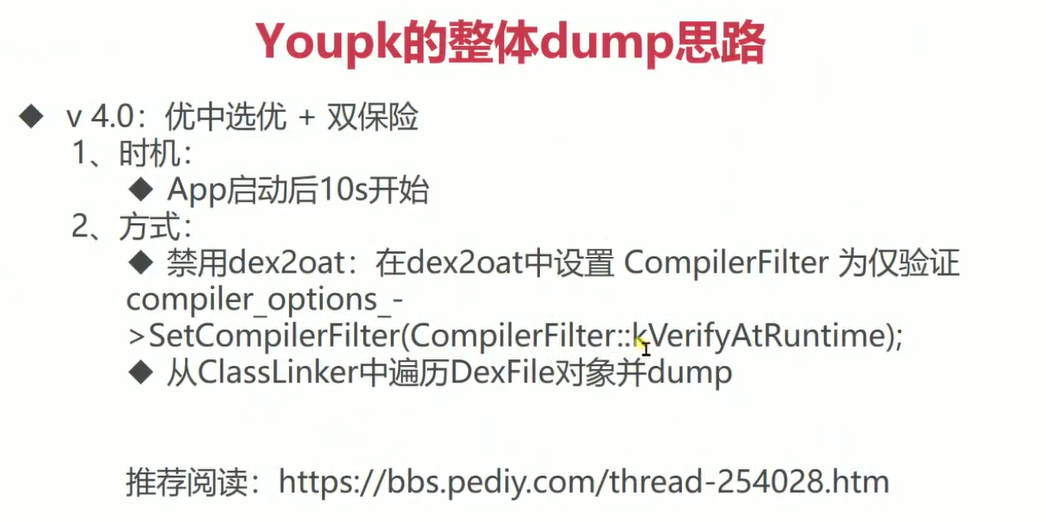 Youpk的整体dump思路
◆ v 4.0：优中选优 + 双保险
1、时机：
◆ App启动后10s开始
2、方式：
◆ 禁用dex2oat：在dex2oat中设置 CompilerFilter 为仅验证
compiler_options_-
>SetCompilerFilter(CompilerFilter::kVerifyAtRuntime);
◆ 从ClassLinker中遍历DexFile对象并dump
推荐阅读：https://bbs.pediy.com/thread-254028.htm